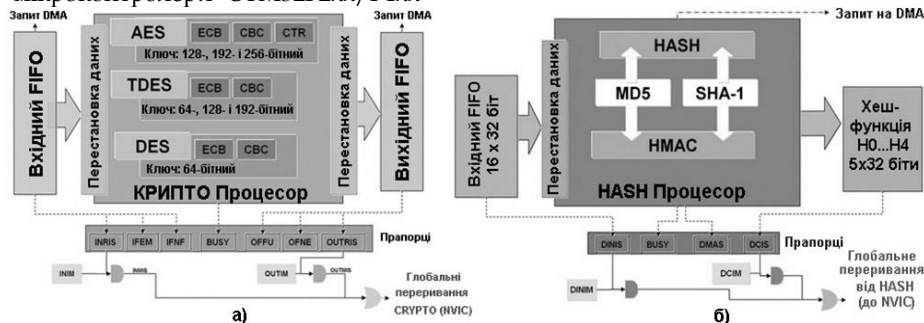 Запит DMA
Вхідний FIFO
Перестановка даних
AES
ECB
CBC
CTR
Ключ: 128-, 192- і 256-бітний
TDES
ECB
CBC
Ключ: 64-, 128- і 192-бітний
DES
ECB
CBC
Ключ: 64-бітний
КРИПТО Процесор
Перестановка даних
Запит DMA
Вихідний FIFO
INRIS
IFEM
IFNF
BUSY
OFFU
OFNE
OUTRIS
Прапорці
INIM
INMIS
OUTIM
OUTMIS
Глобальні
переривання
CRYPTO (NVIC)
а)
Запит на DMA
Вхідний FIFO
16 x 32 біт
Перестановка даних
HASH
MD5
SHA-1
HMAC
HASH Процесор
Хеш-
функція
H0...H4
5x32 біти
DINIS
BUSY
DMAS
DCIS
Прапорці
DINIM
DCIM
Глобальне
переривання
від HASH
(до NVIC)
б)